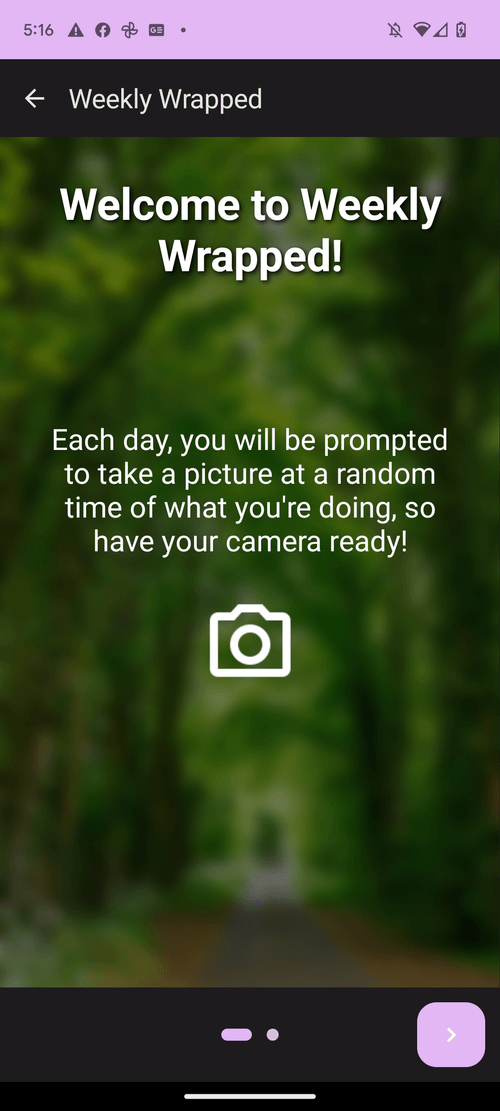 5:16
GE
Weekly Wrapped
Welcome to Weekly
Wrapped!
Each day, you will be prompted
to take a picture at a random
time of what you're doing, so
have your camera ready!